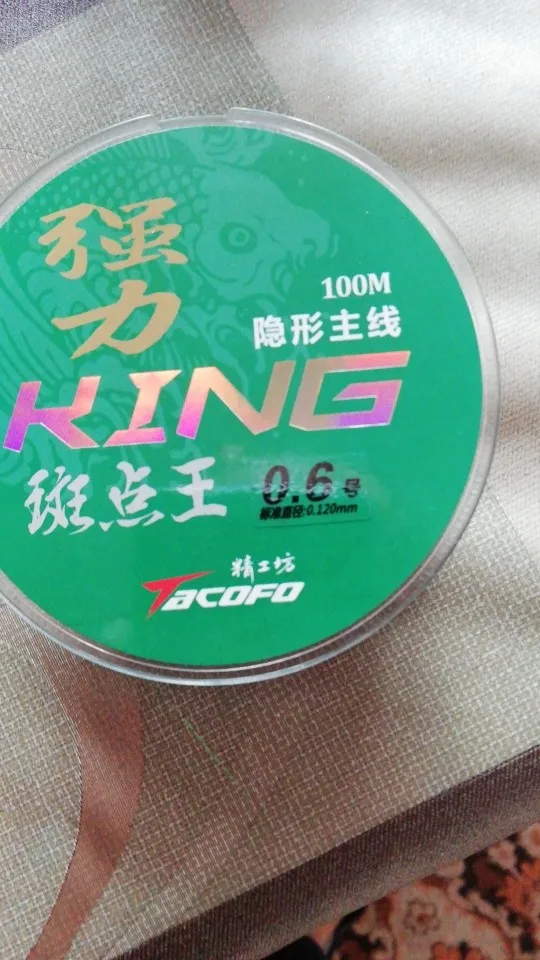 强力
100M
隐形主线
KING
斑点王
0.6号
标准直径:0.120mm
精工坊
TACOFO